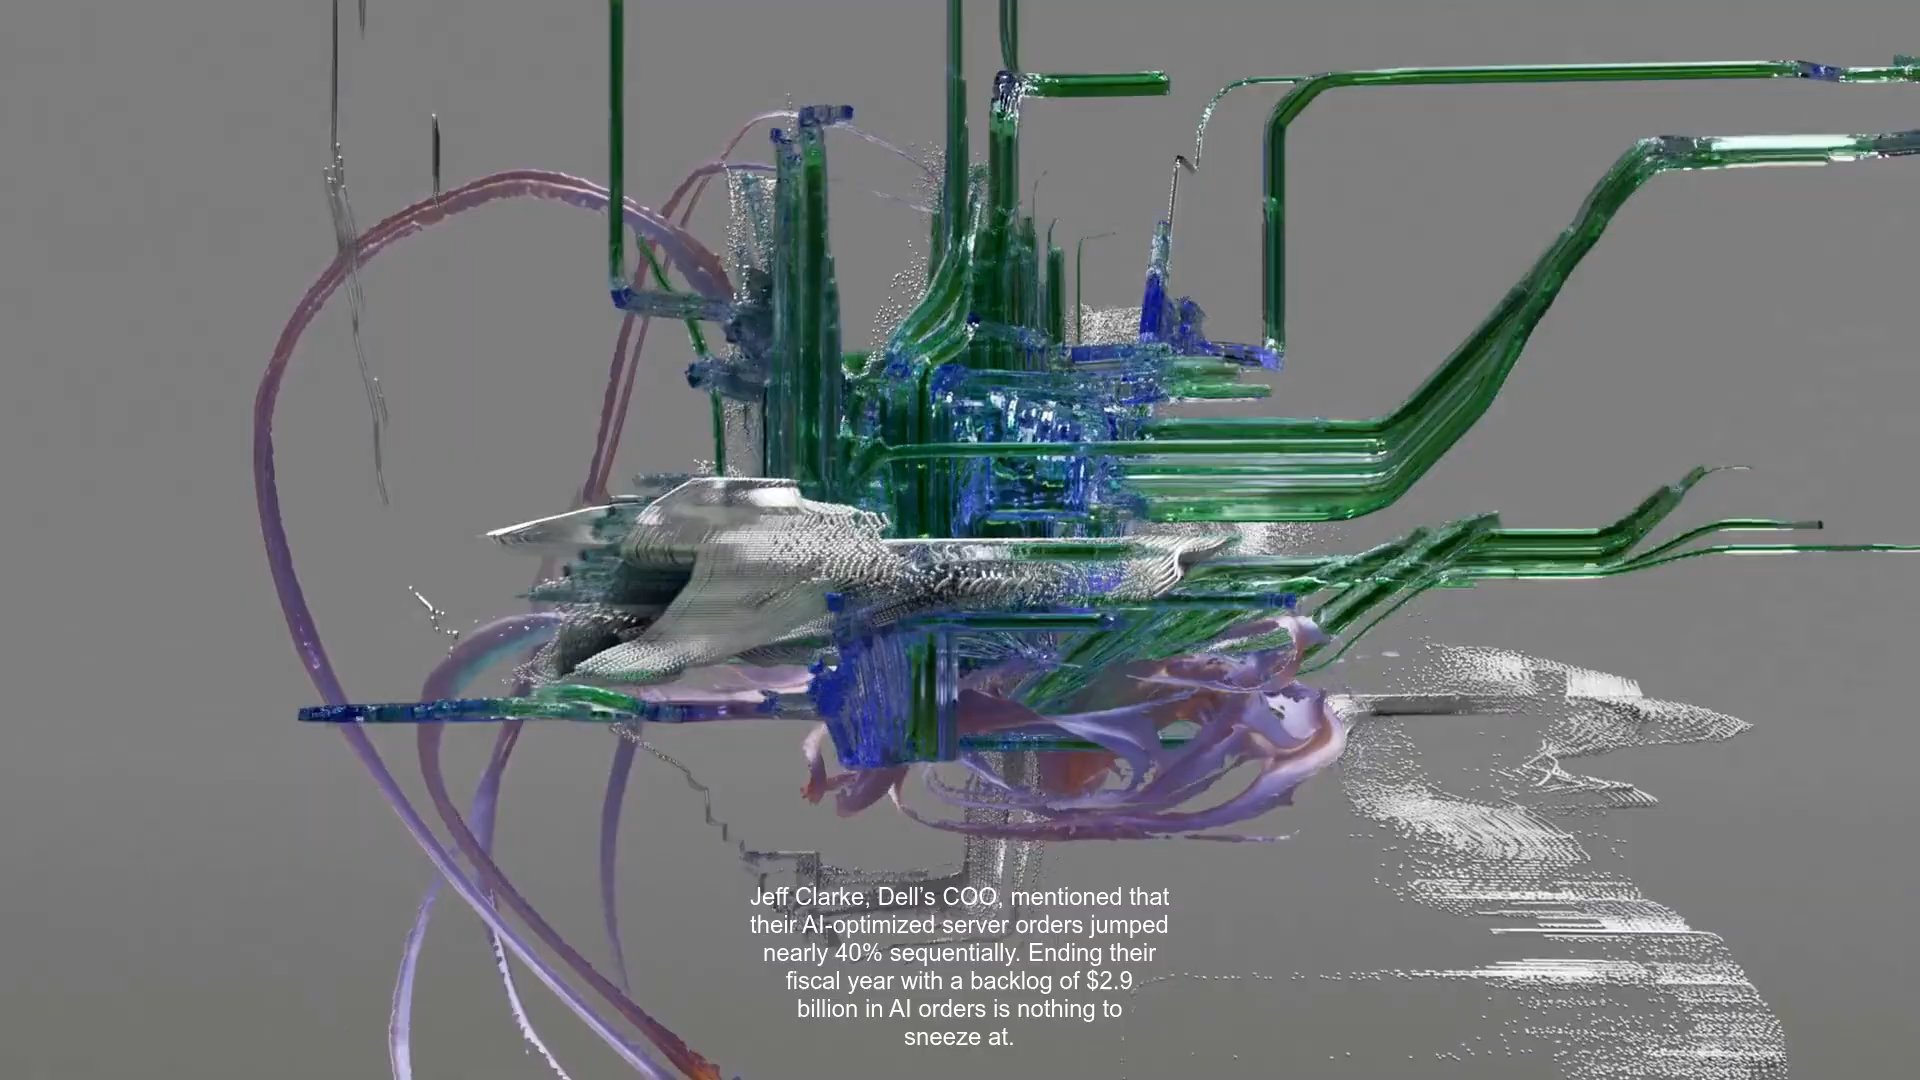 Jeff Clarke, Dell’s COO, mentioned that
their AI-optimized server orders jumped
nearly 40% sequentially. Ending their
fiscal year with a backlog of $2.9
billion in AI orders is nothing to
sneeze at.